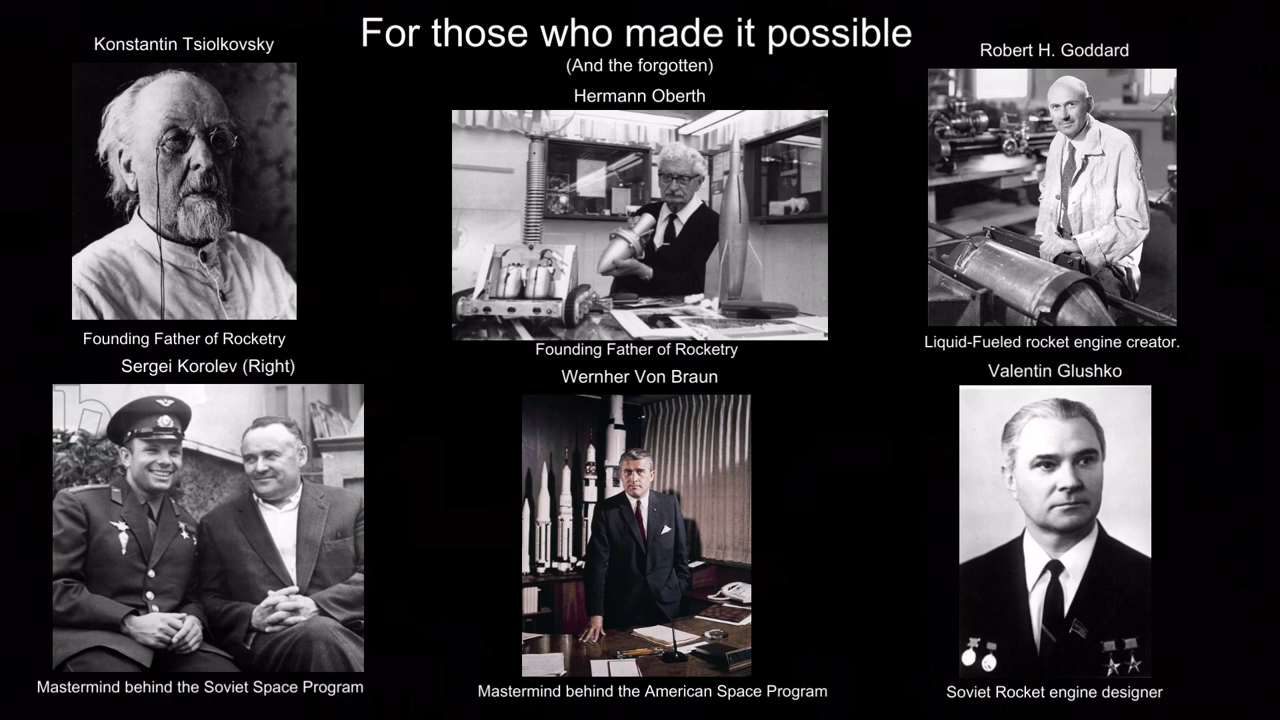 For those who made it possible
(And the forgotten)
Konstantin Tsiolkovsky
Founding Father of Rocketry
Hermann Oberth
Founding Father of Rocketry
Robert H. Goddard
Liquid-Fueled rocket engine creator.
Sergei Korolev (Right)
Mastermind behind the Soviet Space Program
Wernher Von Braun
Mastermind behind the American Space Program
Valentin Glushko
Soviet Rocket engine designer